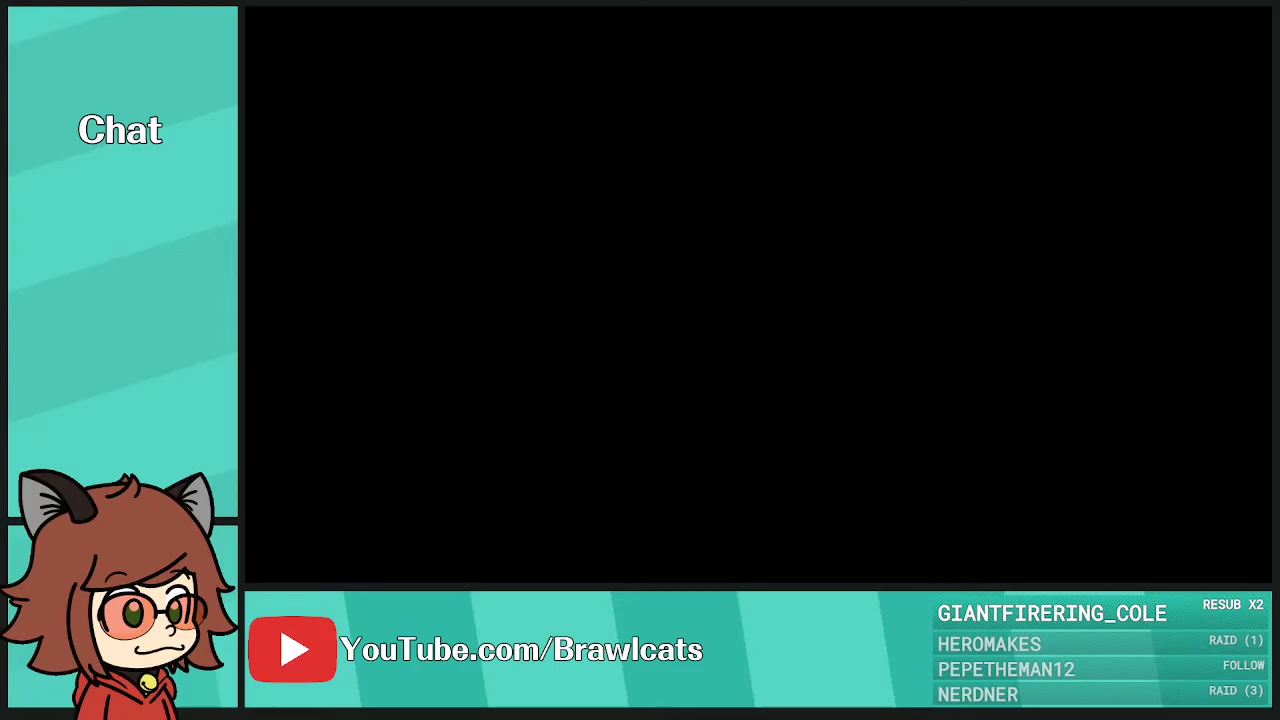 Chat
YouTube.com/Brawlcats
GIANTFIRERING_COLE RESUB X2
HEROMAKES RAID (1)
PEPETHEMAN12 FOLLOW
NERDNER RAID (3)